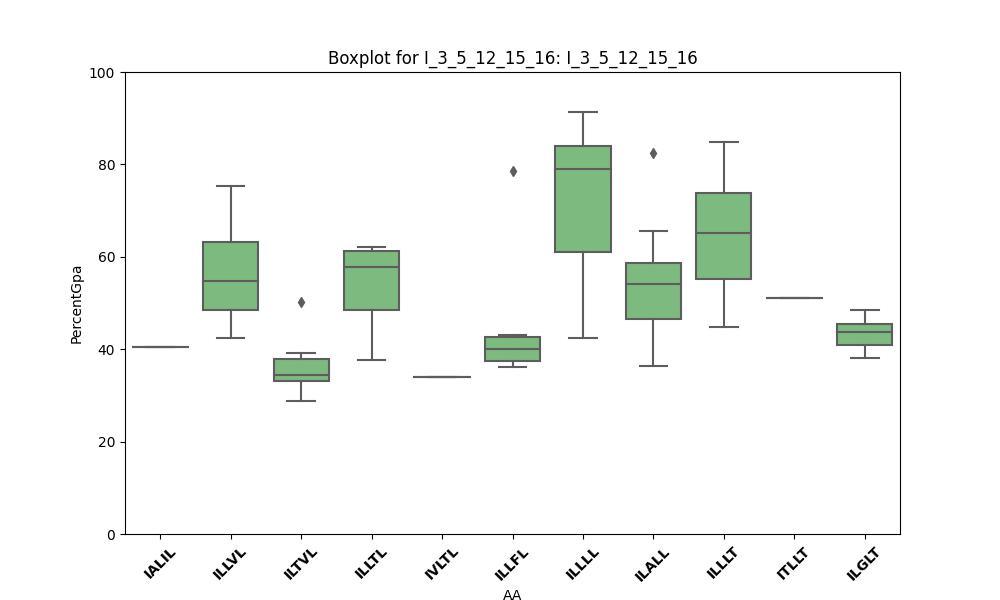 Boxplot for I_3_5_12_15_16: I_3_5_12_15_16
100
80
60
40
20
0
PercentGpa
IALIL ILLVL ILTVL ILLTL IVLTL ILLFL ILLLL ILALL ILLLT ITLLT ILGLT
AA